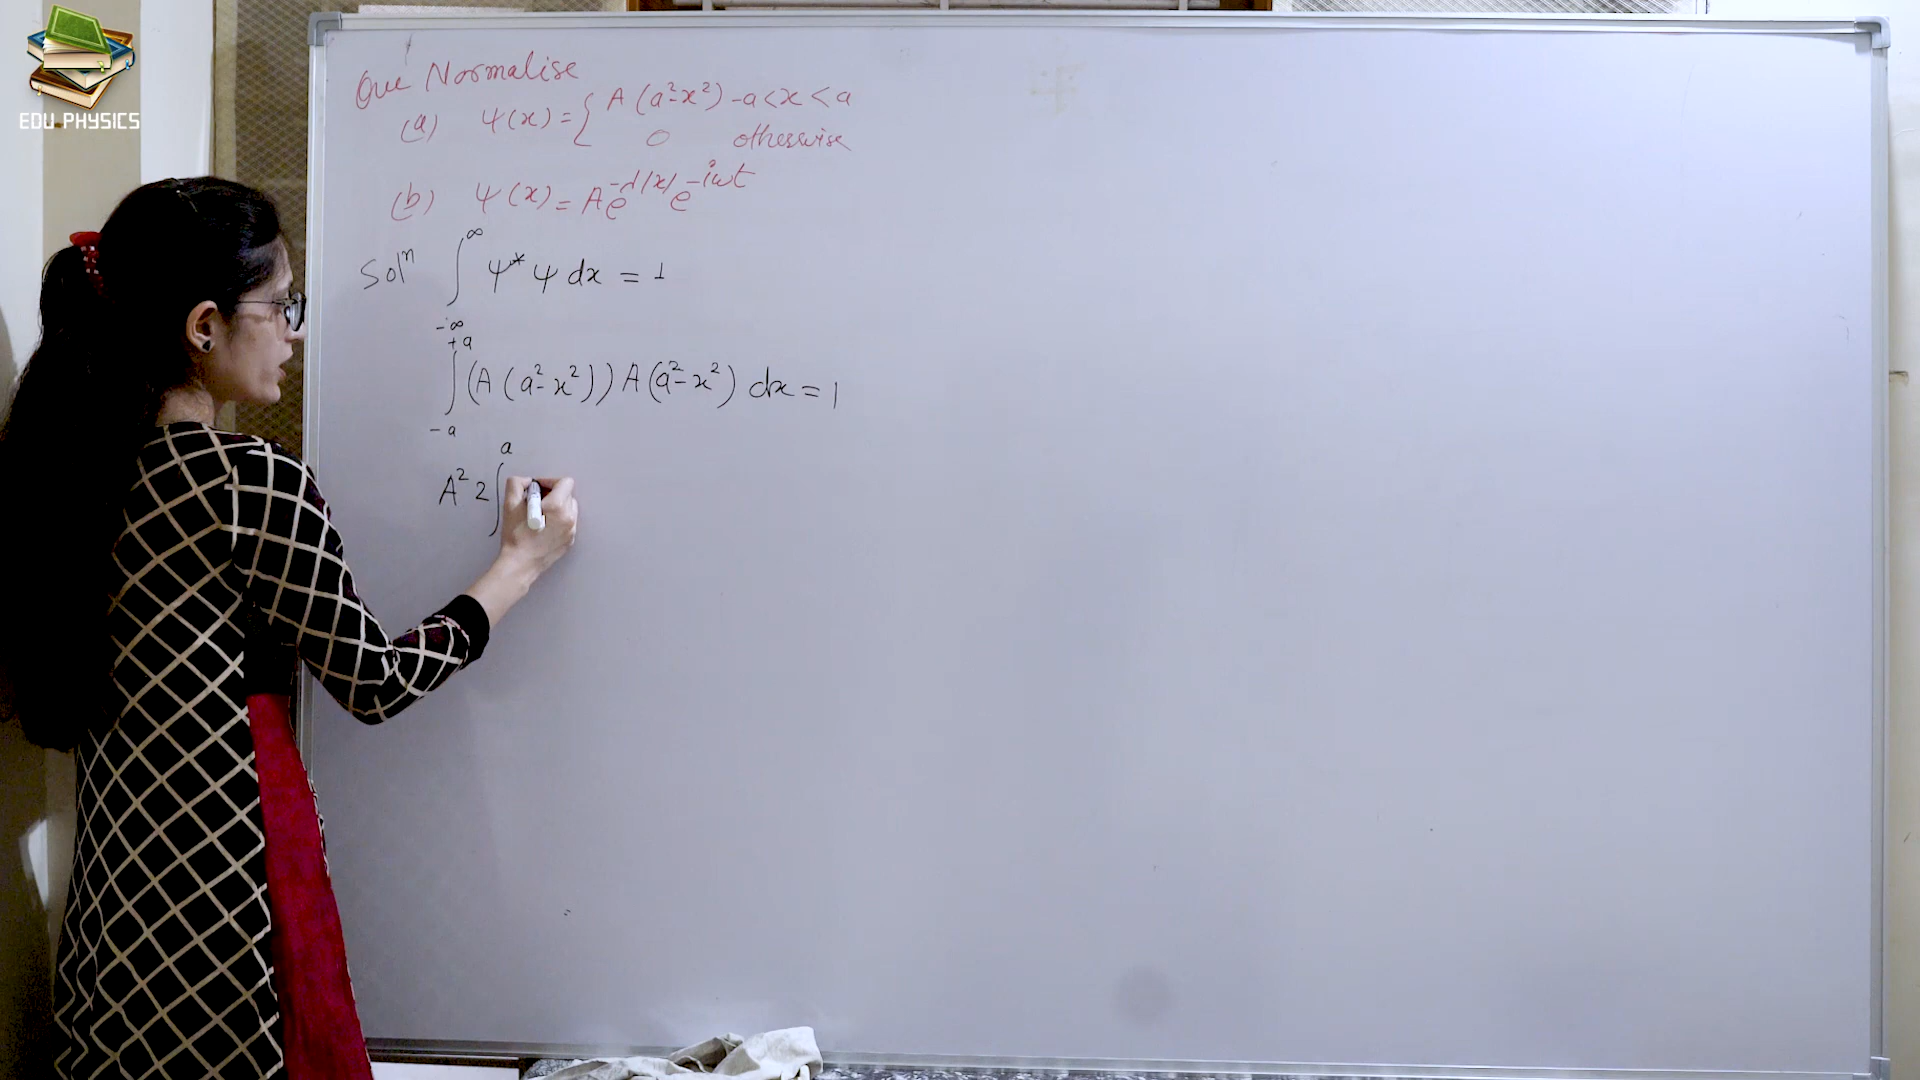 EDU PHYSICS
Que Normalise
(a) ψ(x) = { A (a²-x²) -a<x<a
0 otherwise
(b) ψ(x) = A e^-α|x| e^-iωt
Solⁿ ∫_-∞^∞ ψ* ψ dx = 1
∫_-a^+a (A (a²-x²)) A (a²-x²) dx = 1
A² 2 ∫^a